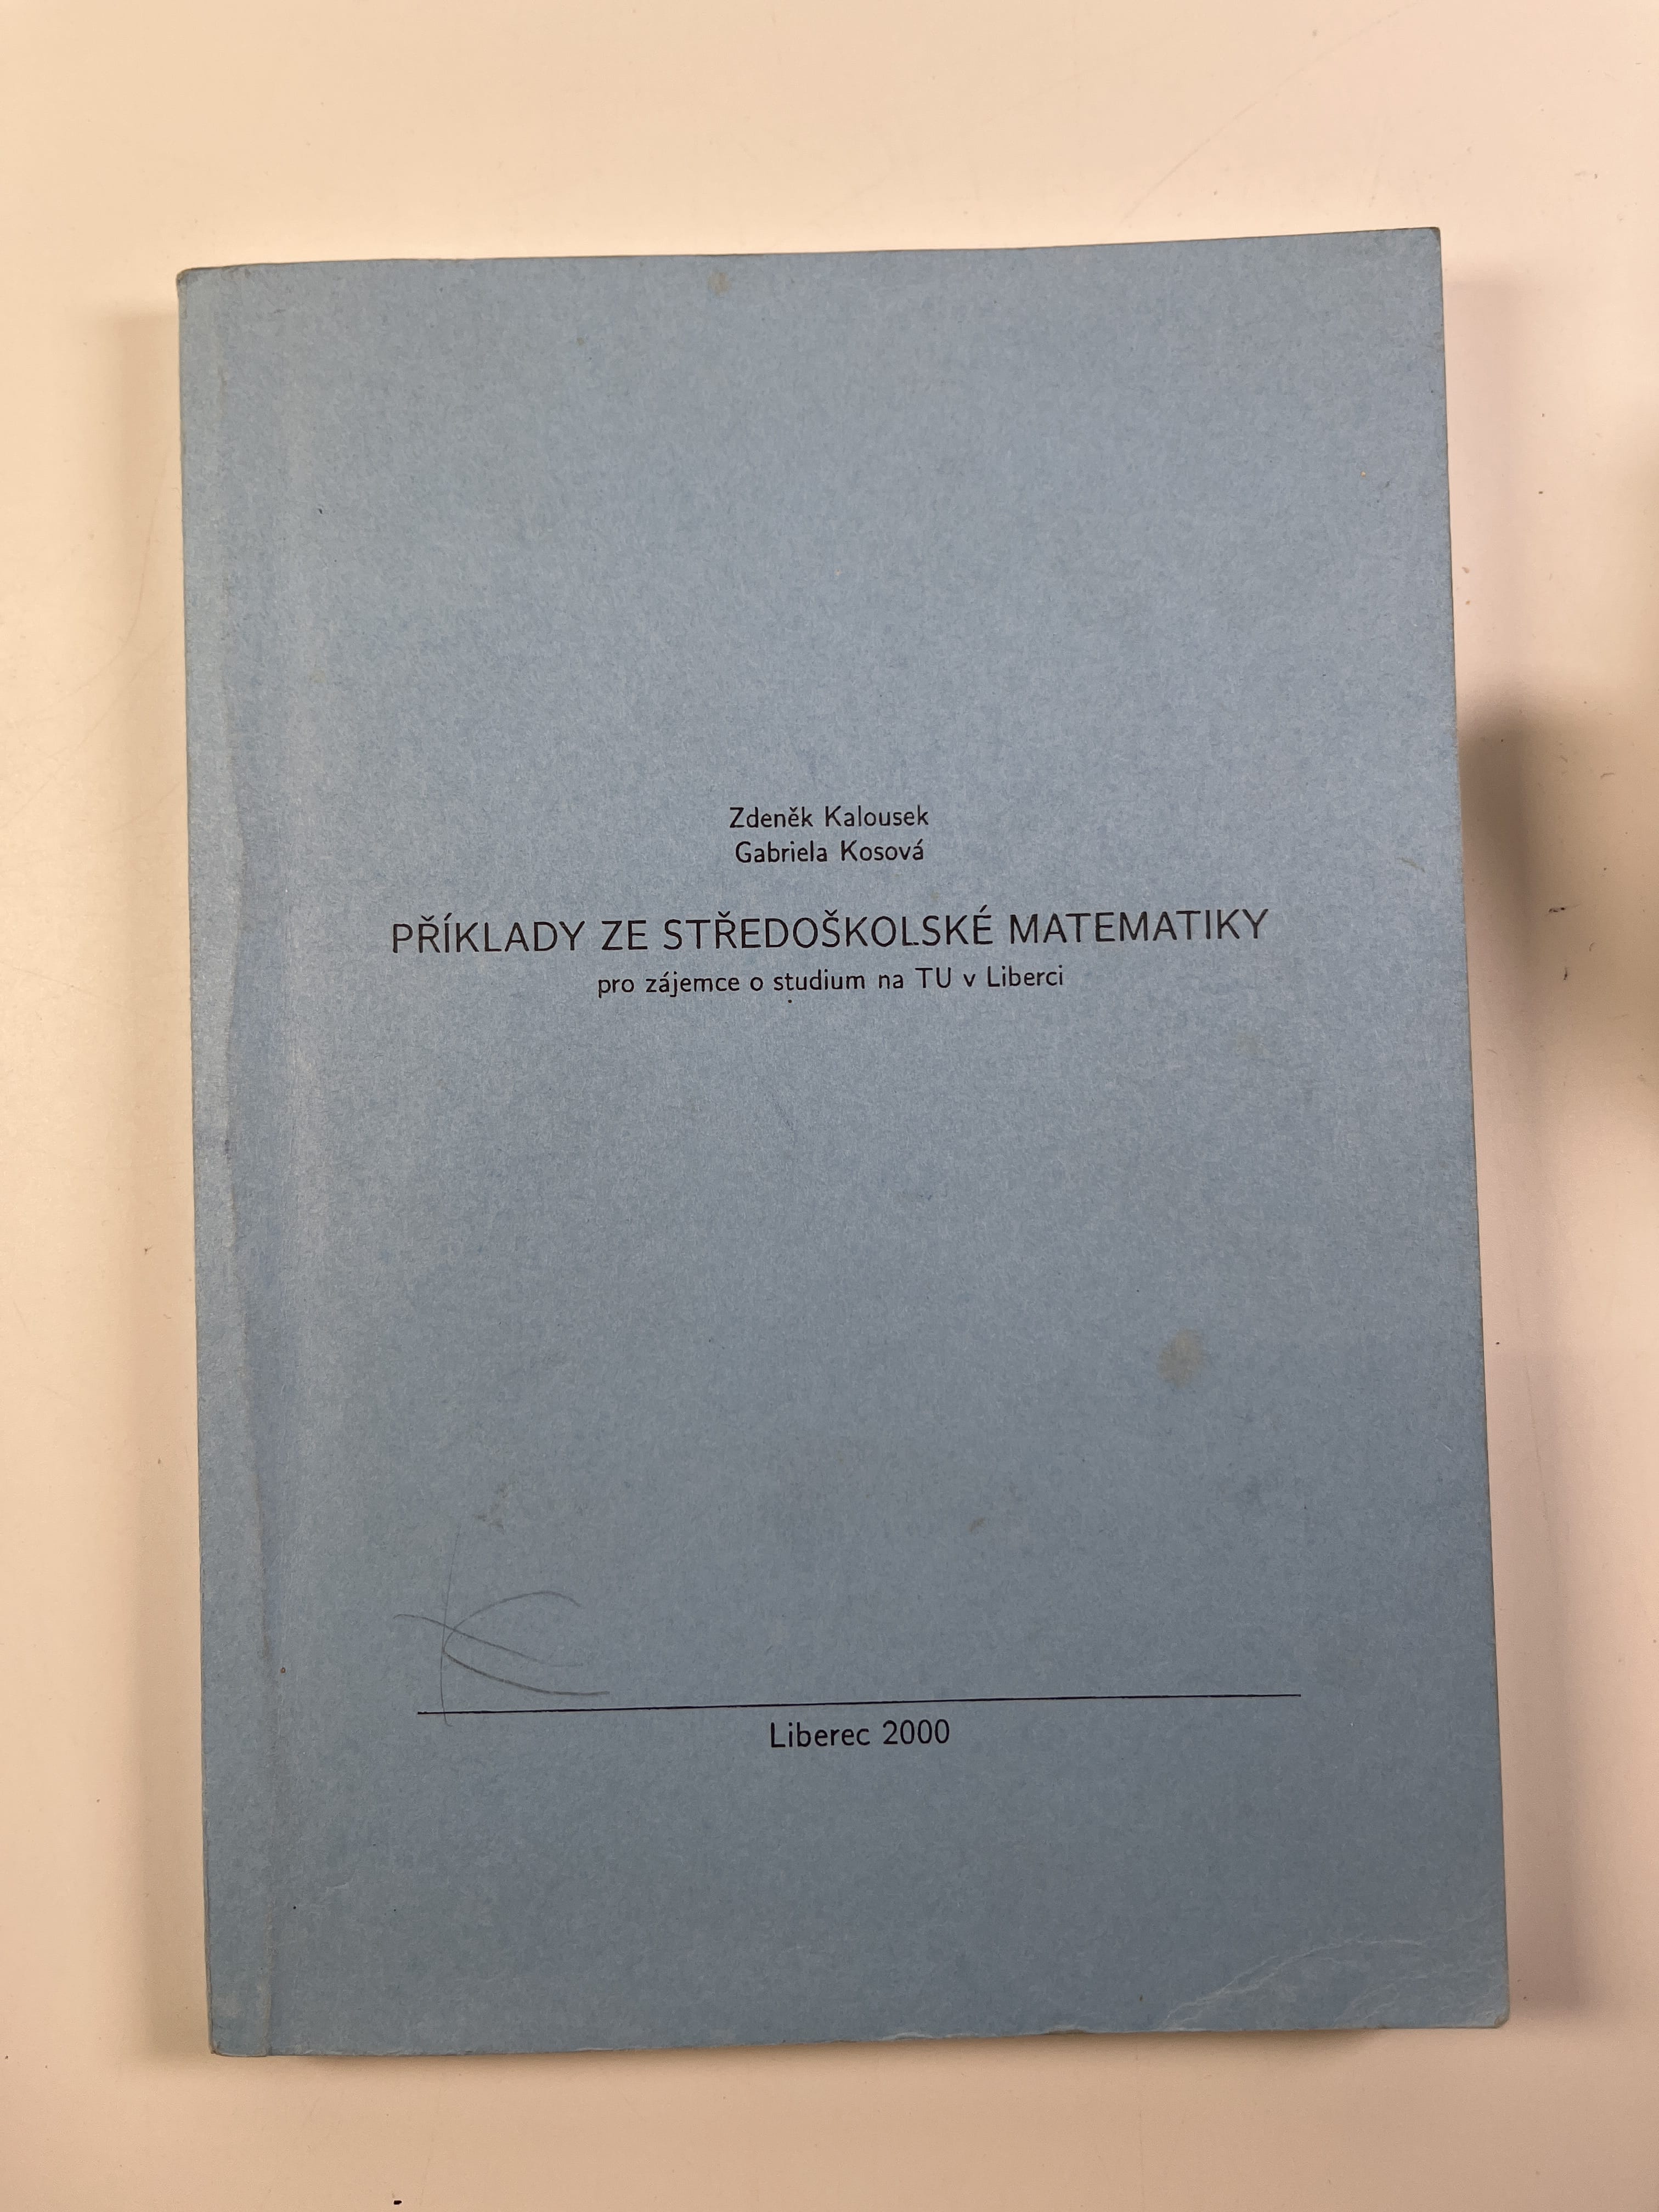 Zdeněk Kalousek
Gabriela Kosová
PŘÍKLADY ZE STŘEDOŠKOLSKÉ MATEMATIKY
pro zájemce o studium na TU v Liberci
Liberec 2000